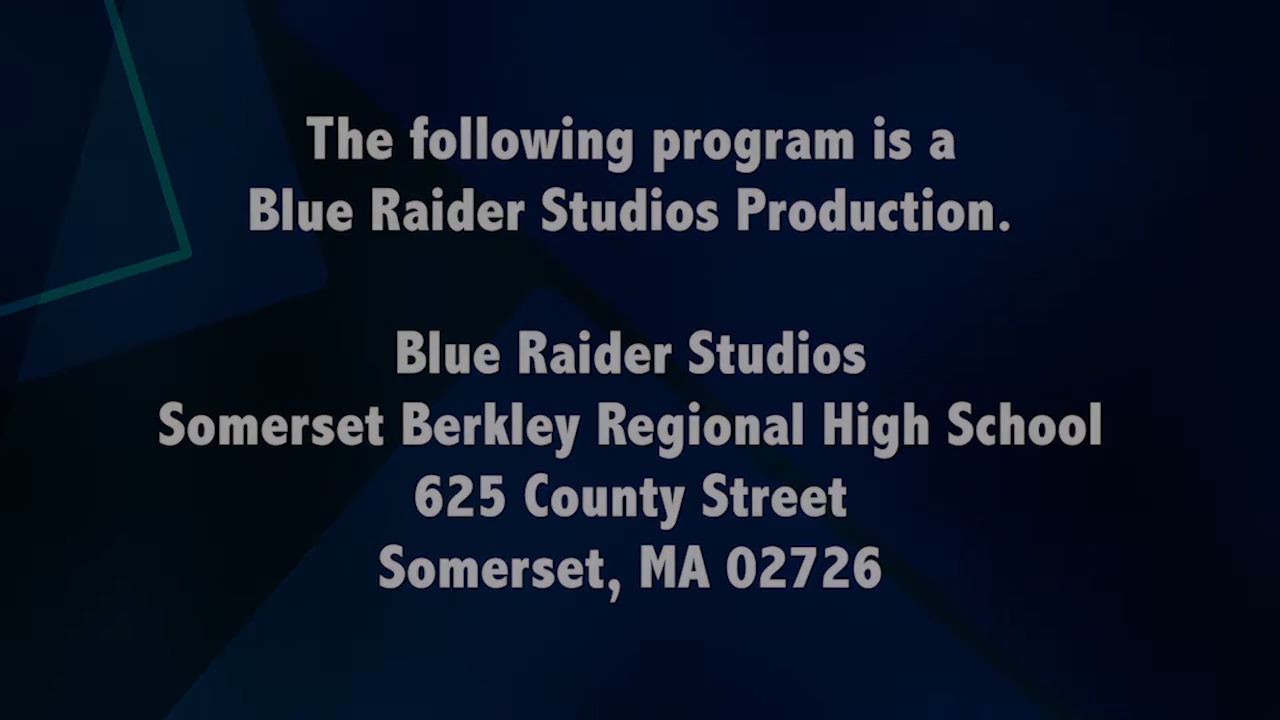 The following program is a
Blue Raider Studios Production.
Blue Raider Studios
Somerset Berkley Regional High School
625 County Street
Somerset, MA 02726